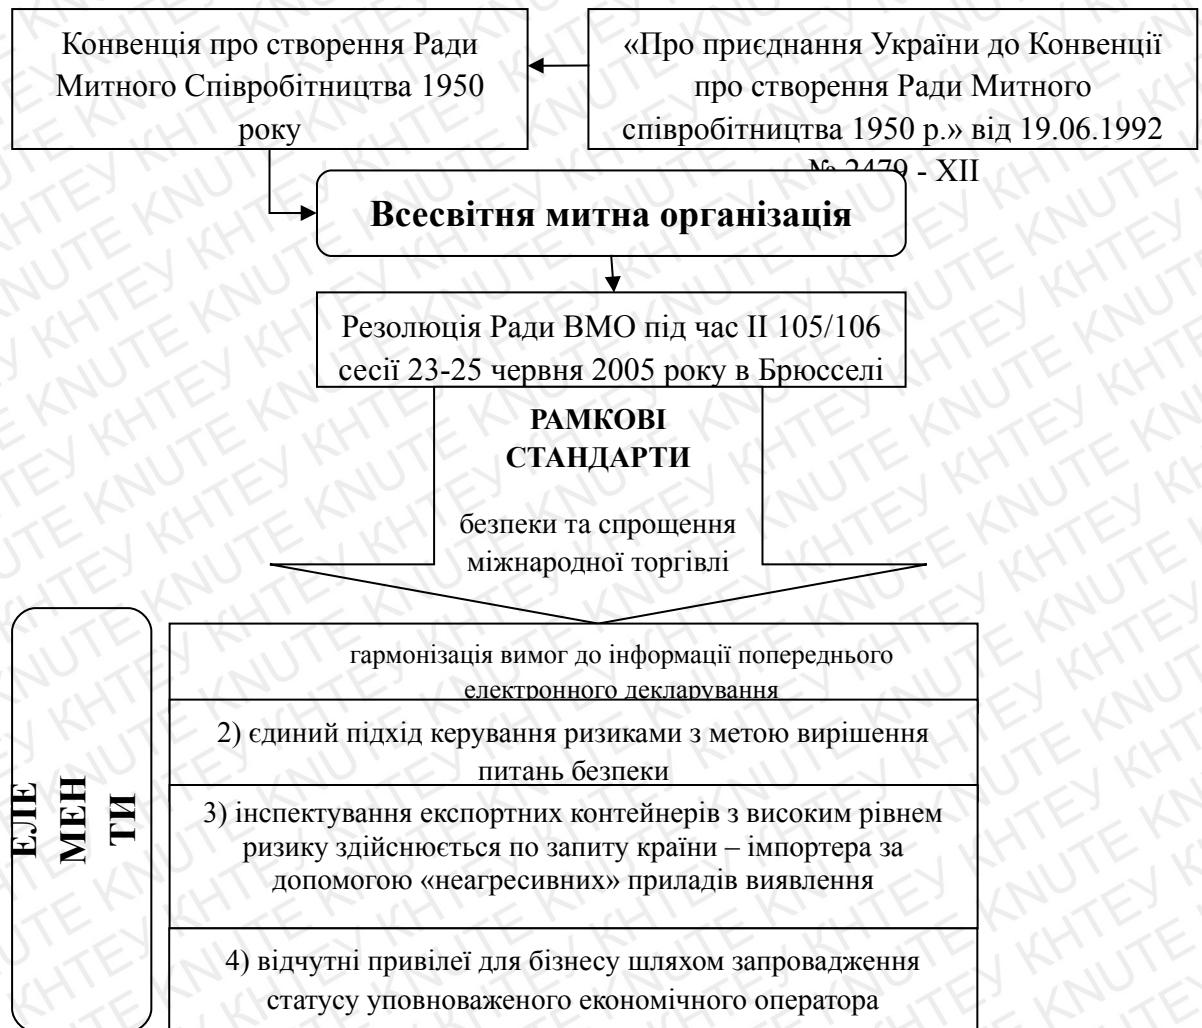 Конвенція про створення Ради
Митного Співробітництва 1950
року
«Про приєднання України до Конвенції
про створення Ради Митного
співробітництва 1950 р.» від 19.06.1992
№ 2479 - XII
Всесвітня митна організація
Резолюція Ради ВМО під час II 105/106
сесії 23-25 червня 2005 року в Брюсселі
РАМКОВІ
СТАНДАРТИ
безпеки та спрощення
міжнародної торгівлі
ЕЛЕ
МЕН
ТИ
гармонізація вимог до інформації попереднього
електронного декларування
2) єдиний підхід керування ризиками з метою вирішення
питань безпеки
3) інспектування експортних контейнерів з високим рівнем
ризику здійснюється по запиту країни – імпортера за
допомогою «неагресивних» приладів виявлення
4) відчутні привілеї для бізнесу шляхом запровадження
статусу уповноваженого економічного оператора